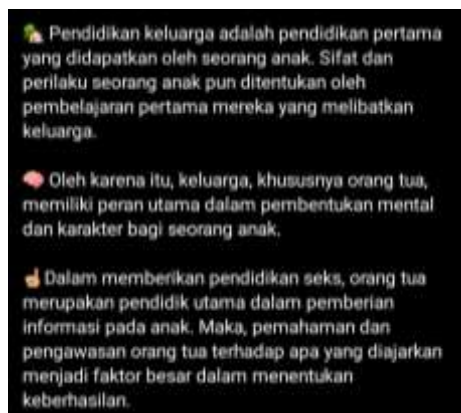 🏡 Pendidikan keluarga adalah pendidikan pertama
yang didapatkan oleh seorang anak. Sifat dan
perilaku seorang anak pun ditentukan oleh
pembelajaran pertama mereka yang melibatkan
keluarga.
🧠 Oleh karena itu, keluarga, khususnya orang tua,
memiliki peran utama dalam pembentukan mental
dan karakter bagi seorang anak.
☝🏼Dalam memberikan pendidikan seks, orang tua
merupakan pendidik utama dalam pemberian
informasi pada anak. Maka, pemahaman dan
pengawasan orang tua terhadap apa yang diajarkan
menjadi faktor besar dalam menentukan
keberhasilan.